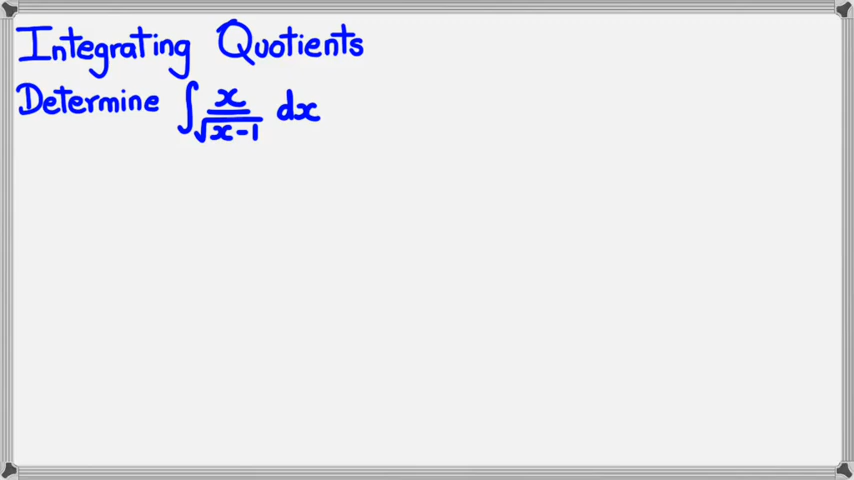 Integrating Quotients
Determine ∫ x/√(x-1) dx